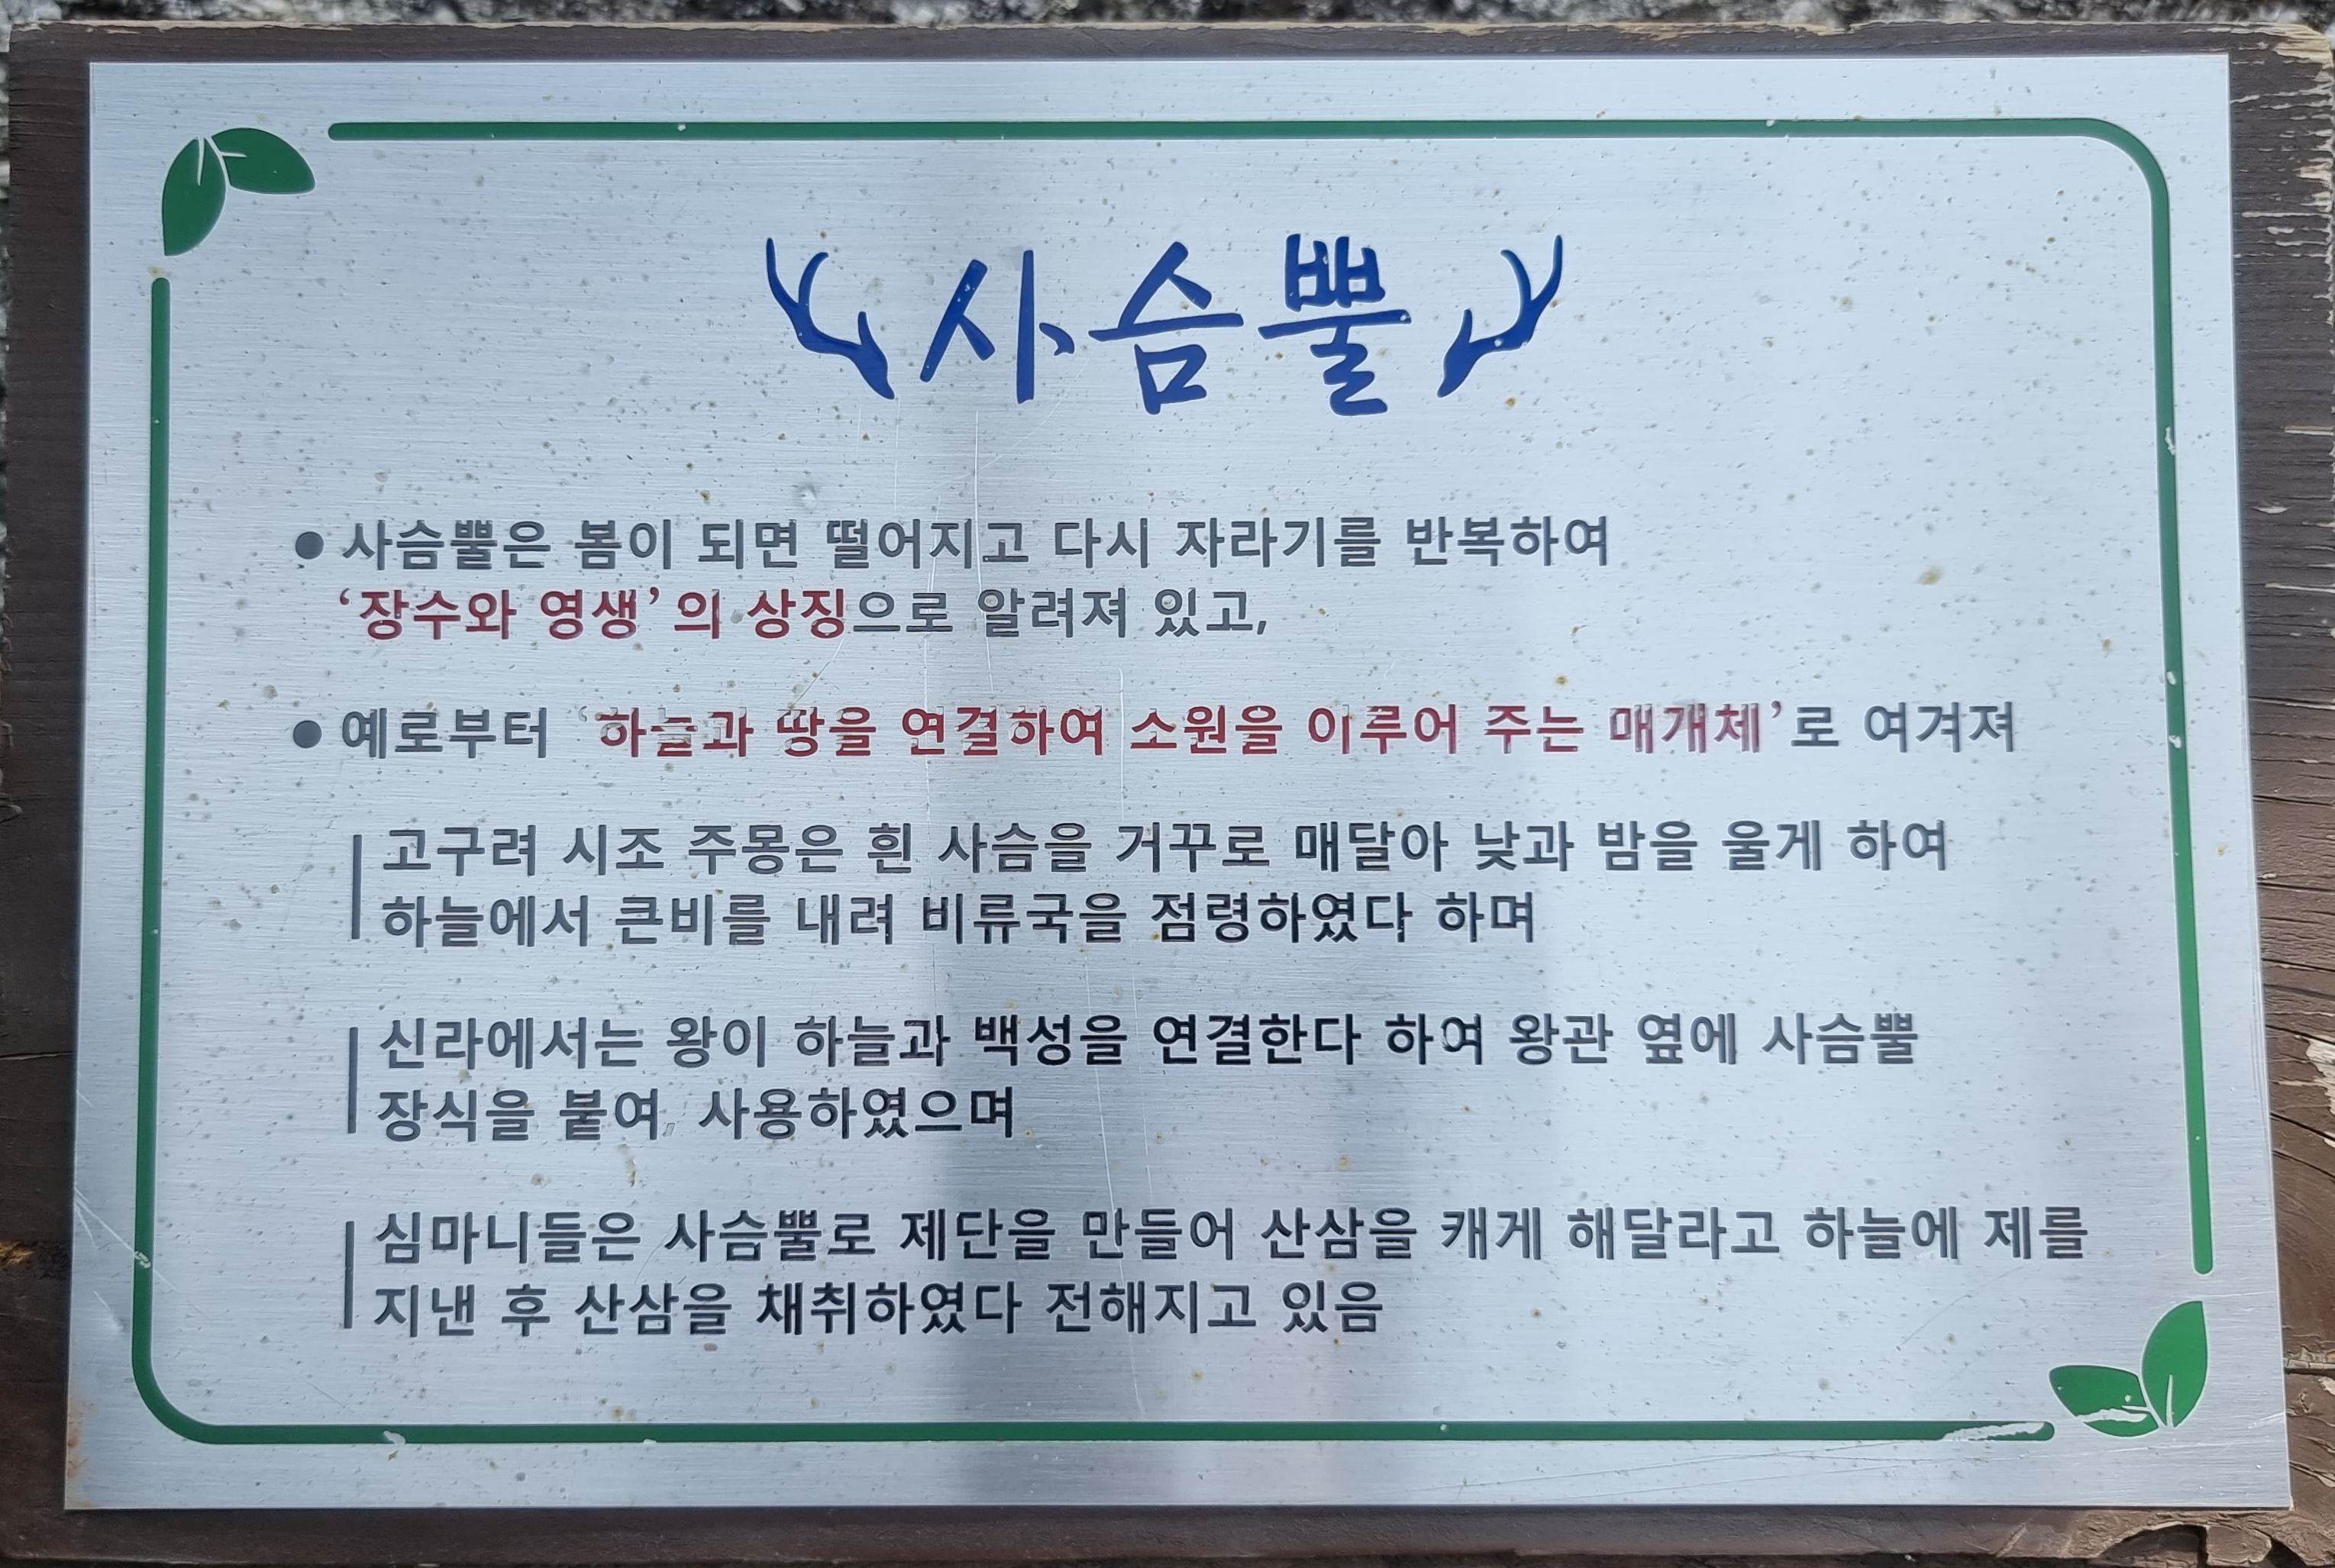 사슴뿔
● 사슴뿔은 봄이 되면 떨어지고 다시 자라기를 반복하여
‘장수와 영생’의 상징으로 알려져 있고,
● 예로부터 ‘하늘과 땅을 연결하여 소원을 이루어 주는 매개체’로 여겨져
고구려 시조 주몽은 흰 사슴을 거꾸로 매달아 낮과 밤을 울게 하여
하늘에서 큰비를 내려 비류국을 점령하였다 하며
신라에서는 왕이 하늘과 백성을 연결한다 하여 왕관 옆에 사슴뿔
장식을 붙여, 사용하였으며
심마니들은 사슴뿔로 제단을 만들어 산삼을 캐게 해달라고 하늘에 제를
지낸 후 산삼을 채취하였다 전해지고 있음